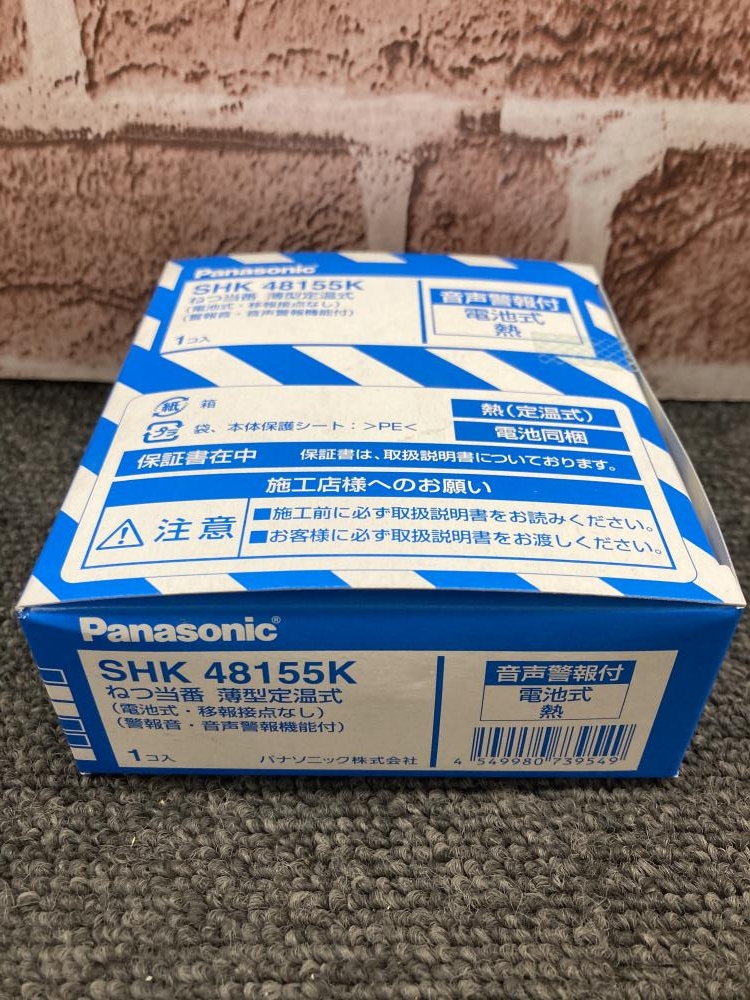 Panasonic
SHK 48155K
ねつ当番 薄型定温式
(電池式・移報接点なし)
(警報音・音声警報機能付)
1コ入
音声警報付
電池式
熱
紙 箱
プラ 袋、本体保護シート:>PE<
熱(定温式)
電池同梱
保証書在中 保証書は、取扱説明書についております。
施工店様へのお願い
注意
■施工前に必ず取扱説明書をお読みください。
■お客様に必ず取扱説明書をお渡しください。
Panasonic®
SHK 48155K
ねつ当番 薄型定温式
(電池式・移報接点なし)
(警報音・音声警報機能付)
1コ入
パナソニック株式会社
音声警報付
電池式
熱
4 549980 739549